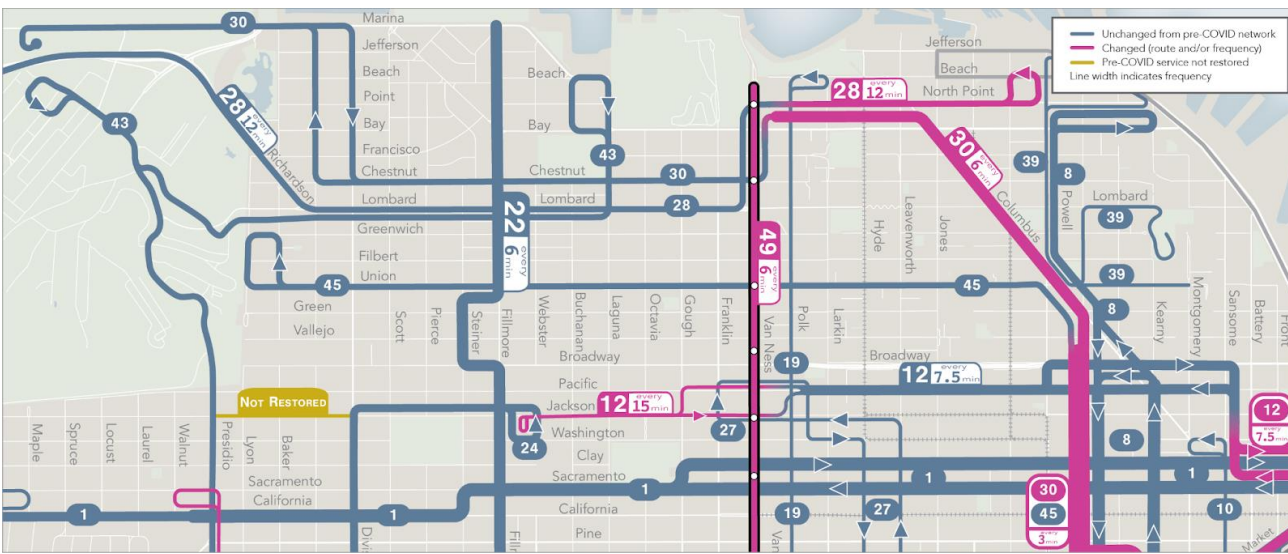 30
Marina
Jefferson
Beach
Point
Bay
Francisco
Chestnut
Lombard
Greenwich
Filbert
Union
Green
Vallejo
43
28 every 12 min
Richardson
Beach
Bay
43
Chestnut
30
Lombard
28
22 every 6 min
45
Scott
Pierce
Steiner
Fillmore
Webster
Buchanan
Laguna
Octavia
Gough
Franklin
49 every 6 min
Van Ness
Polk
Larkin
Hyde
Leavenworth
Jones
Columbus
28 every 12 min
30 every 6 min
Jefferson
Beach
North Point
Unchanged from pre-COVID network
Changed (route and/or frequency)
Pre-COVID service not restored
Line width indicates frequency
39
8
Powell
Lombard
39
39
45
8
Kearny
Montgomery
Sansome
Battery
Broadway
Pacific
Jackson
Washington
Clay
Sacramento
California
Pine
12 every 15 min
19
Broadway
12 every 7.5 min
12 every 7.5 min
Not Restored
24
27
8
Maple
Spruce
Locust
Laurel
Walnut
Presidio
Lyon
Baker
Sacramento
California
1
1
1
1
1
19
27
30
45
every 3 min
10
Market